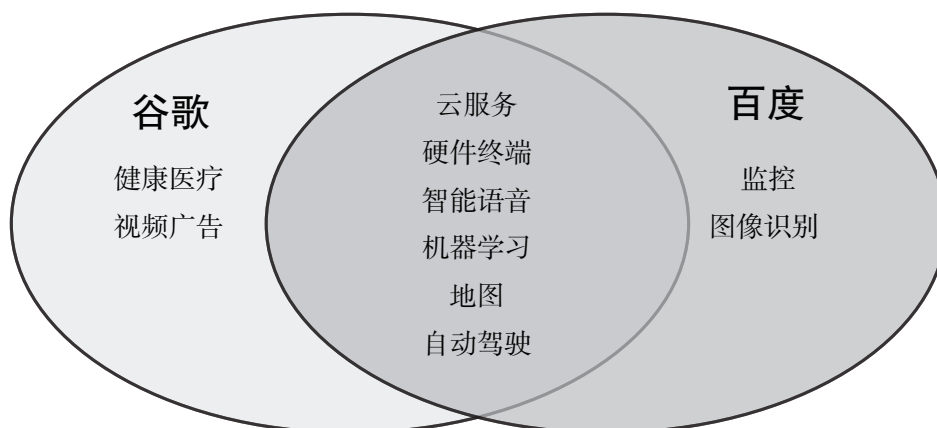 谷歌
健康医疗
视频广告
云服务
硬件终端
智能语音
机器学习
地图
自动驾驶
百度
监控
图像识别